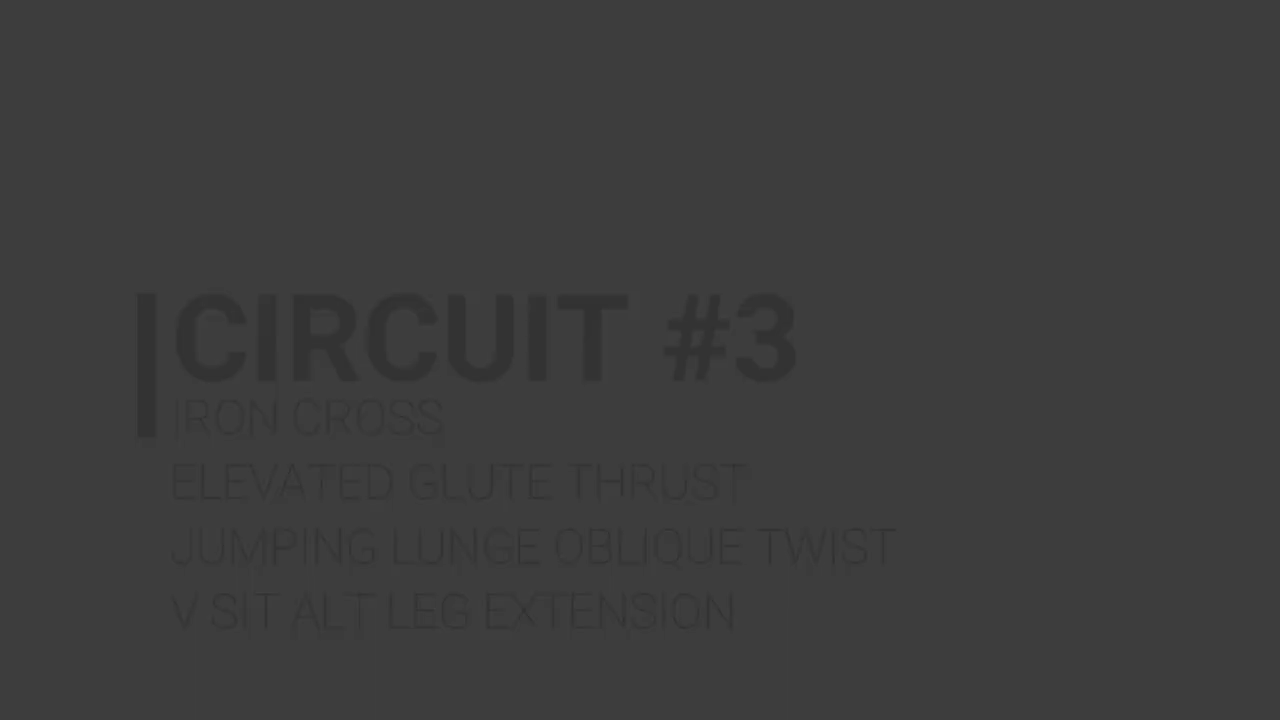 CIRCUIT #3
IRON CROSS
ELEVATED GLUTE THRUST
JUMPING LUNGE OBLIQUE TWIST
V SIT ALT LEG EXTENSION